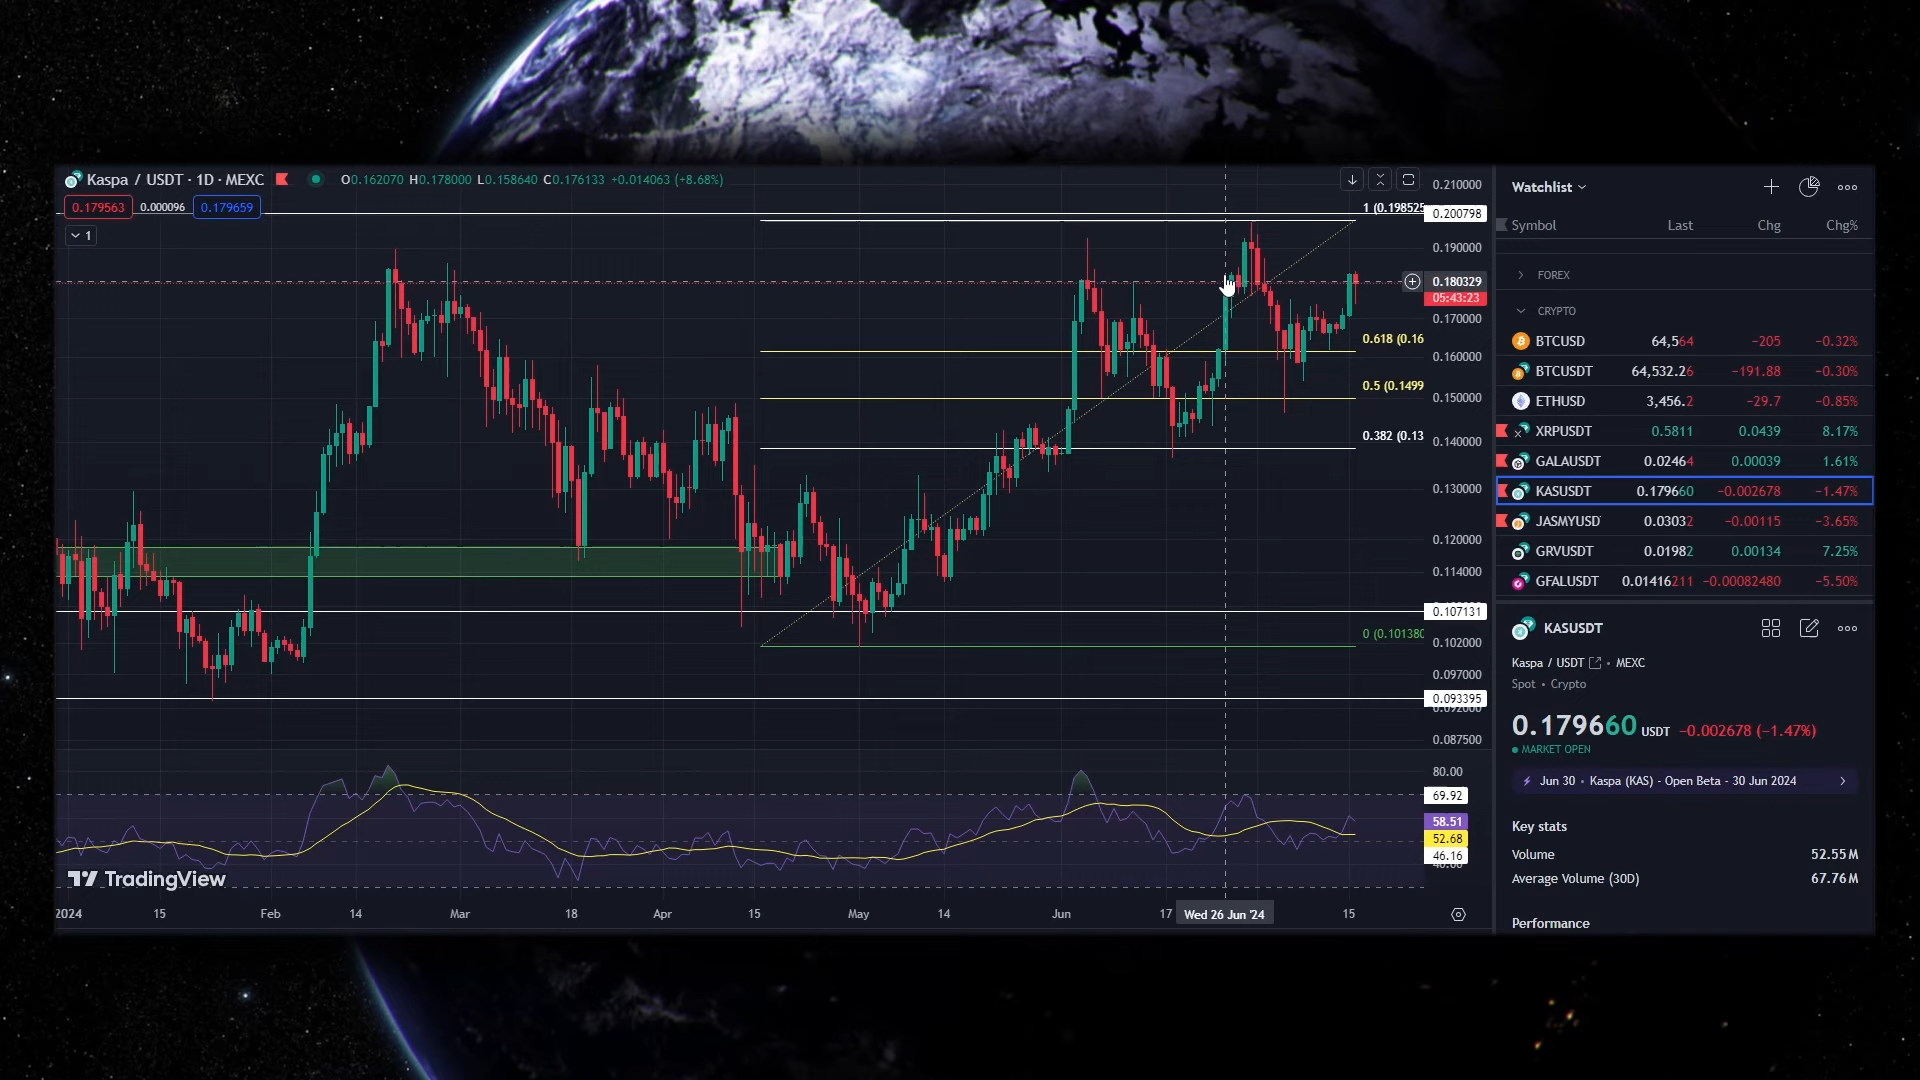 Kaspa / USDT · 1D · MEXC
O0.162070 H0.178000 L0.158640 C0.176133 +0.014063 (+8.68%)
0.179563 0.000096 0.179659
1
1 (0.198525
0.618 (0.16
0.5 (0.1499
0.382 (0.13
0 (0.101380
0.210000
0.200798
0.190000
0.180329
05:43:23
0.170000
0.160000
0.150000
0.140000
0.130000
0.120000
0.114000
0.107131
0.102000
0.097000
0.093395
0.092000
0.087500
80.00
69.92
58.51
52.68
46.16
40.00
TradingView
2024 15 Feb 14 Mar 18 Apr 15 May 14 Jun 17 Wed 26 Jun '24 15
Watchlist
Symbol Last Chg Chg%
FOREX
CRYPTO
BTCUSD 64,564 −205 −0.32%
BTCUSDT 64,532.26 −191.88 −0.30%
ETHUSD 3,456.2 −29.7 −0.85%
XRPUSDT 0.5811 0.0439 8.17%
GALAUSDT 0.02464 0.00039 1.61%
KASUSDT 0.179660 −0.002678 −1.47%
JASMYUSD 0.03032 −0.00115 −3.65%
GRVUSDT 0.01982 0.00134 7.25%
GFALUSDT 0.01416211 −0.00082480 −5.50%
KASUSDT
Kaspa / USDT • MEXC
Spot • Crypto
0.179660 USDT −0.002678 (−1.47%)
MARKET OPEN
Jun 30 • Kaspa (KAS) - Open Beta - 30 Jun 2024
Key stats
Volume 52.55M
Average Volume (30D) 67.76M
Performance